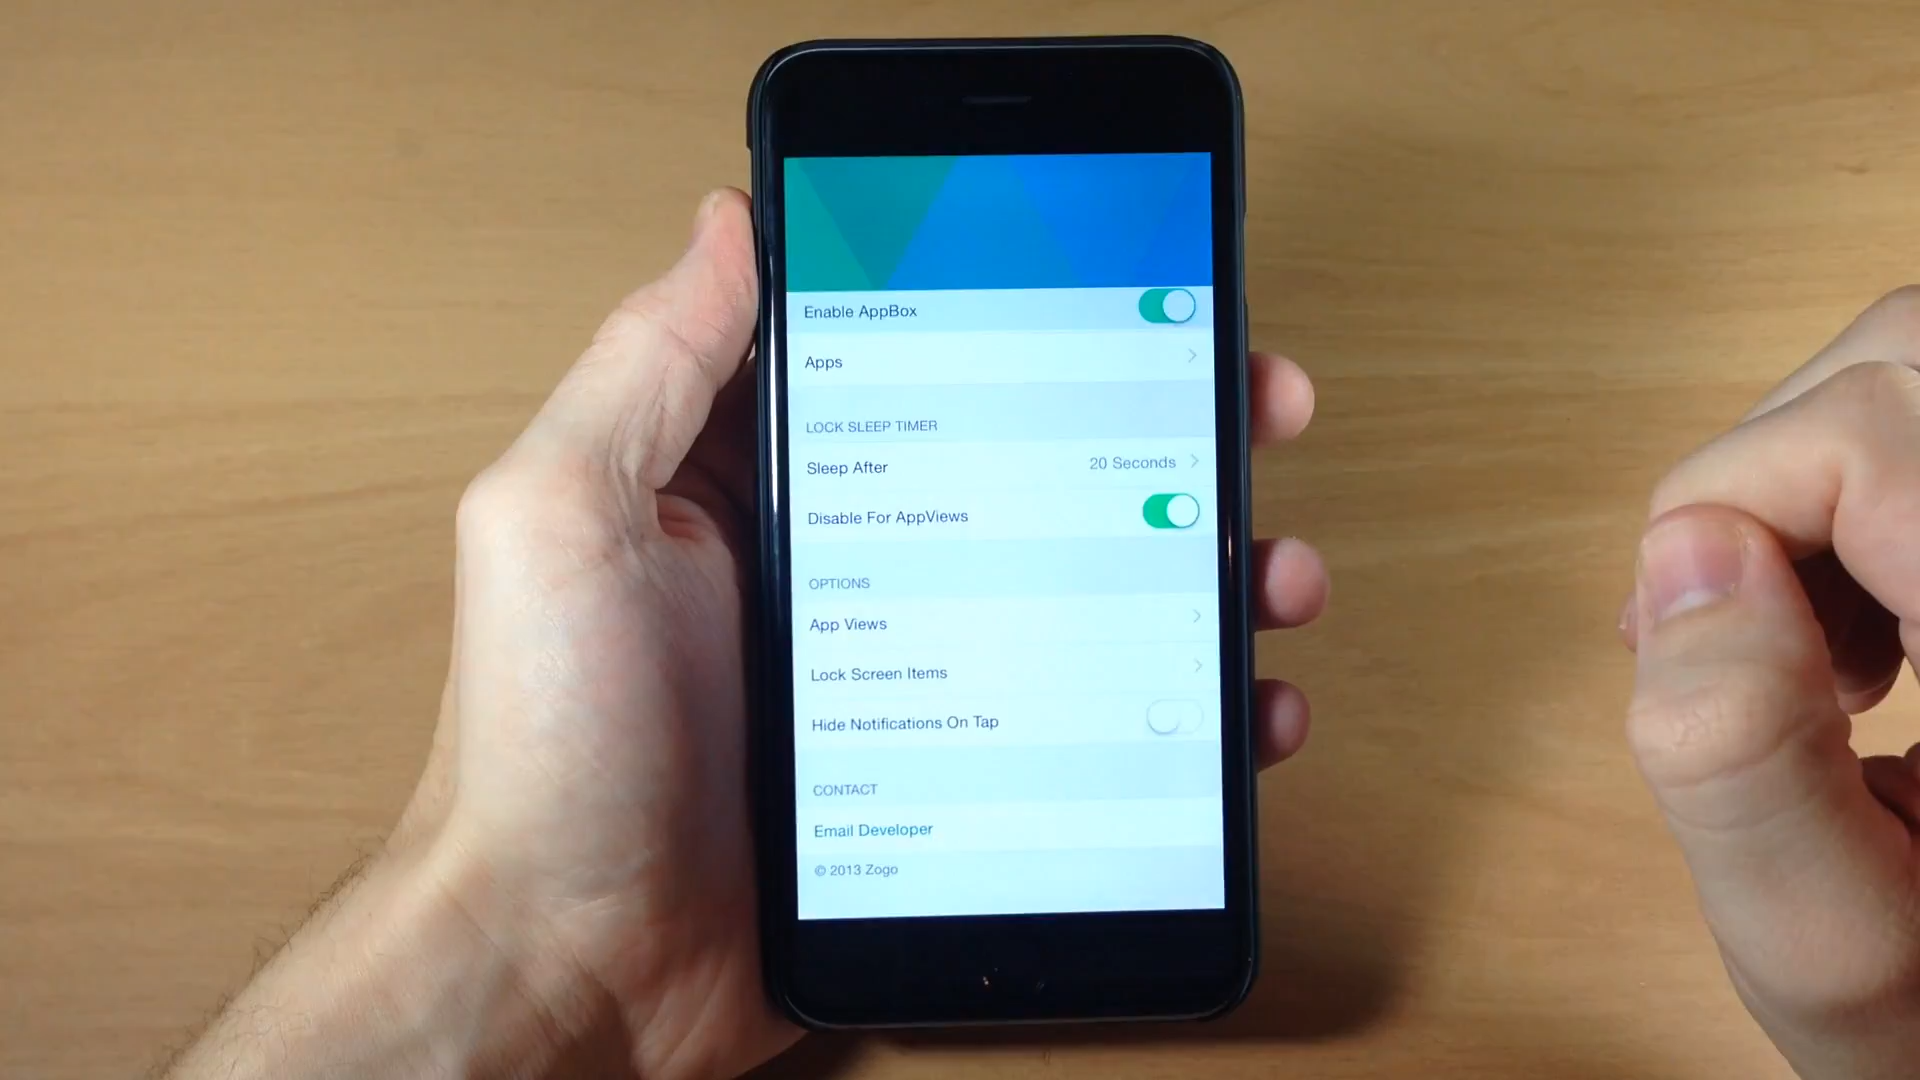 Enable AppBox
Apps
LOCK SLEEP TIMER
Sleep After 20 Seconds
Disable For AppViews
OPTIONS
App Views
Lock Screen Items
Hide Notifications On Tap
CONTACT
Email Developer
© 2013 Zogo